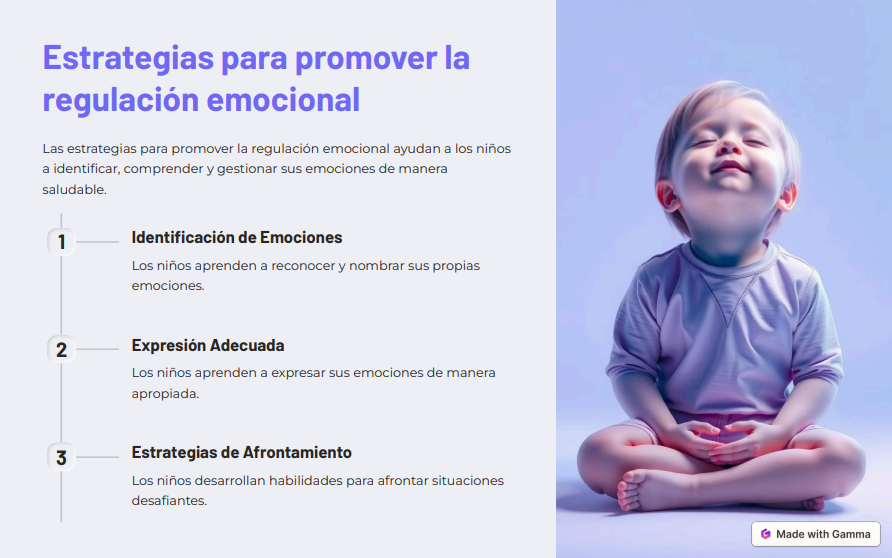 Estrategias para promover la
regulación emocional
Las estrategias para promover la regulación emocional ayudan a los niños
a identificar, comprender y gestionar sus emociones de manera
saludable.
1
Identificación de Emociones
Los niños aprenden a reconocer y nombrar sus propias
emociones.
2
Expresión Adecuada
Los niños aprenden a expresar sus emociones de manera
apropiada.
3
Estrategias de Afrontamiento
Los niños desarrollan habilidades para afrontar situaciones
desafiantes.
Made with Gamma